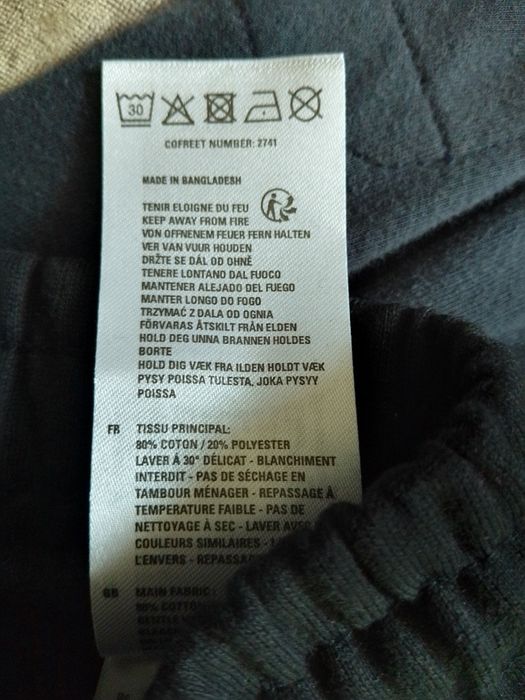 30
COFREET NUMBER: 2741
MADE IN BANGLADESH
TENIR ELOIGNE DU FEU
KEEP AWAY FROM FIRE
VON OFFNENEM FEUER FERN HALTEN
VER VAN VUUR HOUDEN
DRŽTE SE DÁL OD OHNĚ
TENERE LONTANO DAL FUOCO
MANTENER ALEJADO DEL FUEGO
MANTER LONGO DO FOGO
TRZYMAĆ Z DALA OD OGNIA
FÖRVARAS ÅTSKILT FRÅN ELDEN
HOLD DEG UNNA BRANNEN HOLDES
BORTE
HOLD DIG VÆK FRA ILDEN HOLDT VÆK
PYSY POISSA TULESTA, JOKA PYSYY
POISSA
FR TISSU PRINCIPAL:
80% COTON / 20% POLYESTER
LAVER À 30° DÉLICAT - BLANCHIMENT
INTERDIT - PAS DE SÉCHAGE EN
TAMBOUR MÉNAGER - REPASSAGE À
TEMPERATURE FAIBLE - PAS DE
NETTOYAGE À SEC - LAVER AVEC
COULEURS SIMILAIRES -
L'ENVERS - REPASSA
GB MAIN FABRIC:
80% COTTO